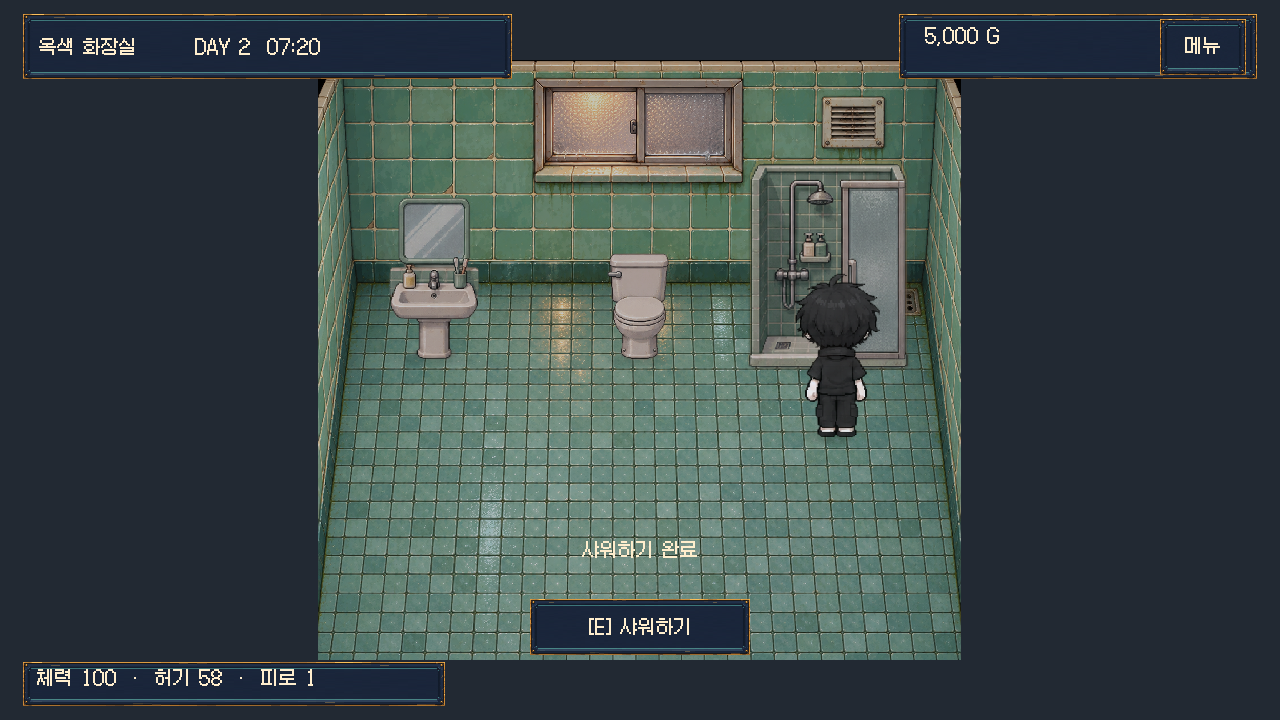 옥색 화장실 DAY 2 07:20
5,000 G
메뉴
샤워하기 완료
[E] 샤워하기
체력 100 · 허기 58 · 피로 1